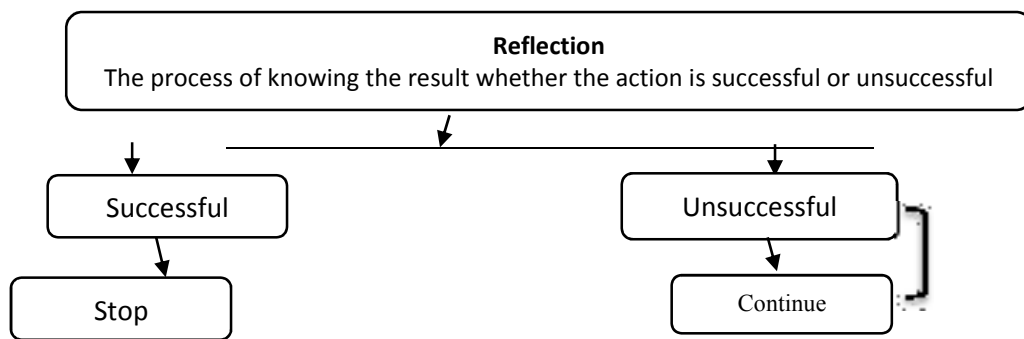 Reflection
The process of knowing the result whether the action is successful or unsuccessful
Successful
Unsuccessful
Stop
Continue